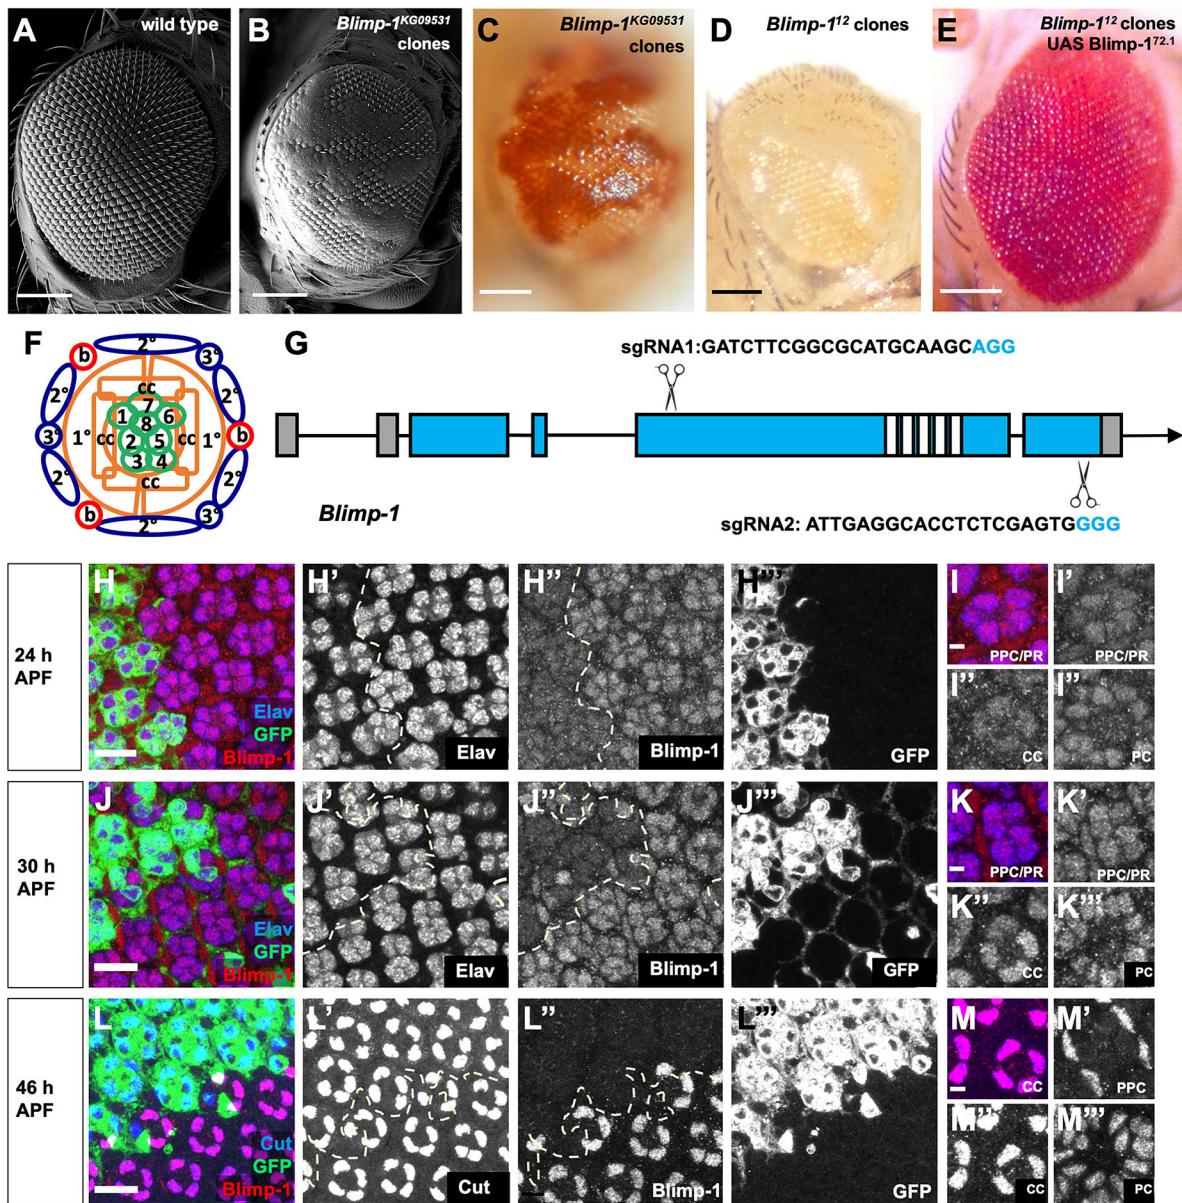 A
wild type
B
Blimp-1KG09531
clones
C
Blimp-1KG09531
clones
D
Blimp-112 clones
E
Blimp-112 clones
UAS Blimp-172.1
F
2°
b
3°
2°
2°
cc
7
1
6
8
3°
1°
cc
2
5
cc
1°
b
3
4
2°
cc
2°
b
2°
3°
G
sgRNA1:GATCTTCGGCGCATGCAAGCAGG
Blimp-1
sgRNA2: ATTGAGGCACCTCTCGAGTGGGG
24 h
APF
H
Elav
GFP
Blimp-1
H’
Elav
H’’
Blimp-1
H’’’
GFP
I
PPC/PR
I’
PPC/PR
I’’
CC
I’’
PC
30 h
APF
J
Elav
GFP
Blimp-1
J’
Elav
J’’
Blimp-1
J’’’
GFP
K
PPC/PR
K’
PPC/PR
K’’
CC
K’’’
PC
46 h
APF
L
Cut
GFP
Blimp-1
L’
Cut
L’’
Blimp-1
L’’’
GFP
M
CC
M’
PPC
M’’
CC
M’’’
PC